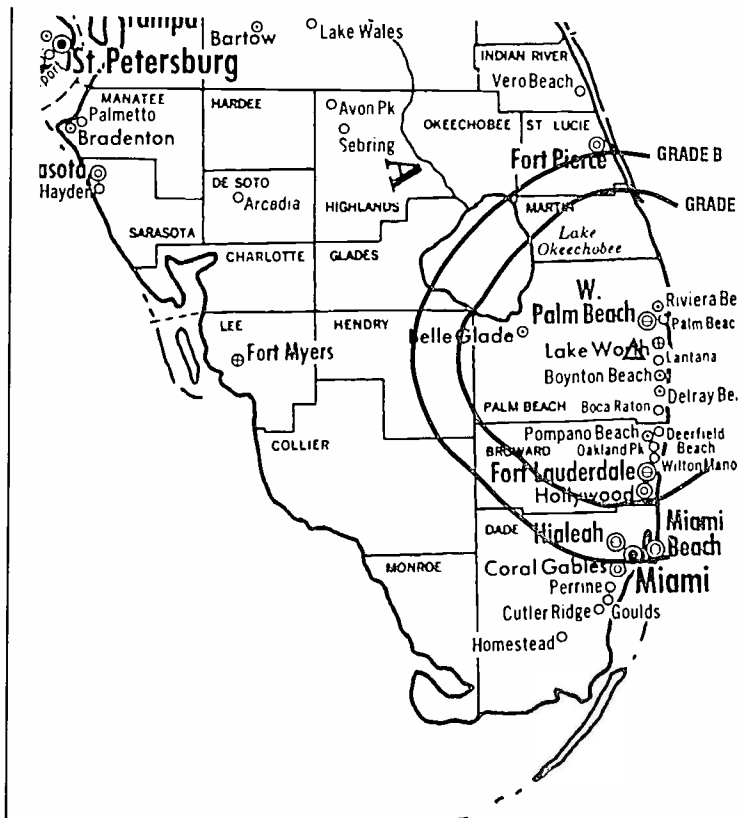 Tampa
Bartow
Lake Wales
St. Petersburg
INDIAN RIVER
Vero Beach
MANATEE
HARDEE
Palmetto
Avon Pk
Bradenton
OKEECHOBEE
ST LUCIE
Sebring
Fort Pierce
GRADE B
asota
Hayden
DE SOTO
Arcadia
HIGHLANDS
MARTIN
GRADE
SARASOTA
Lake
Okeechobee
CHARLOTTE
GLADES
W.
Palm Beach
Riviera Be
Palm Beac
LEE
HENDRY
Belle Glade
Fort Myers
Lake Worth
Lantana
Boynton Beach
Delray Be
PALM BEACH
Boca Raton
COLLIER
Pompano Beach
Deerfield
Beach
BROWARD
Oakland Pk
Fort Lauderdale
Wilton Mano
Hollywood
DADE
Hialeah
Miami
Beach
MONROE
Coral Gables
Miami
Perrine
Cutler Ridge
Goulds
Homestead